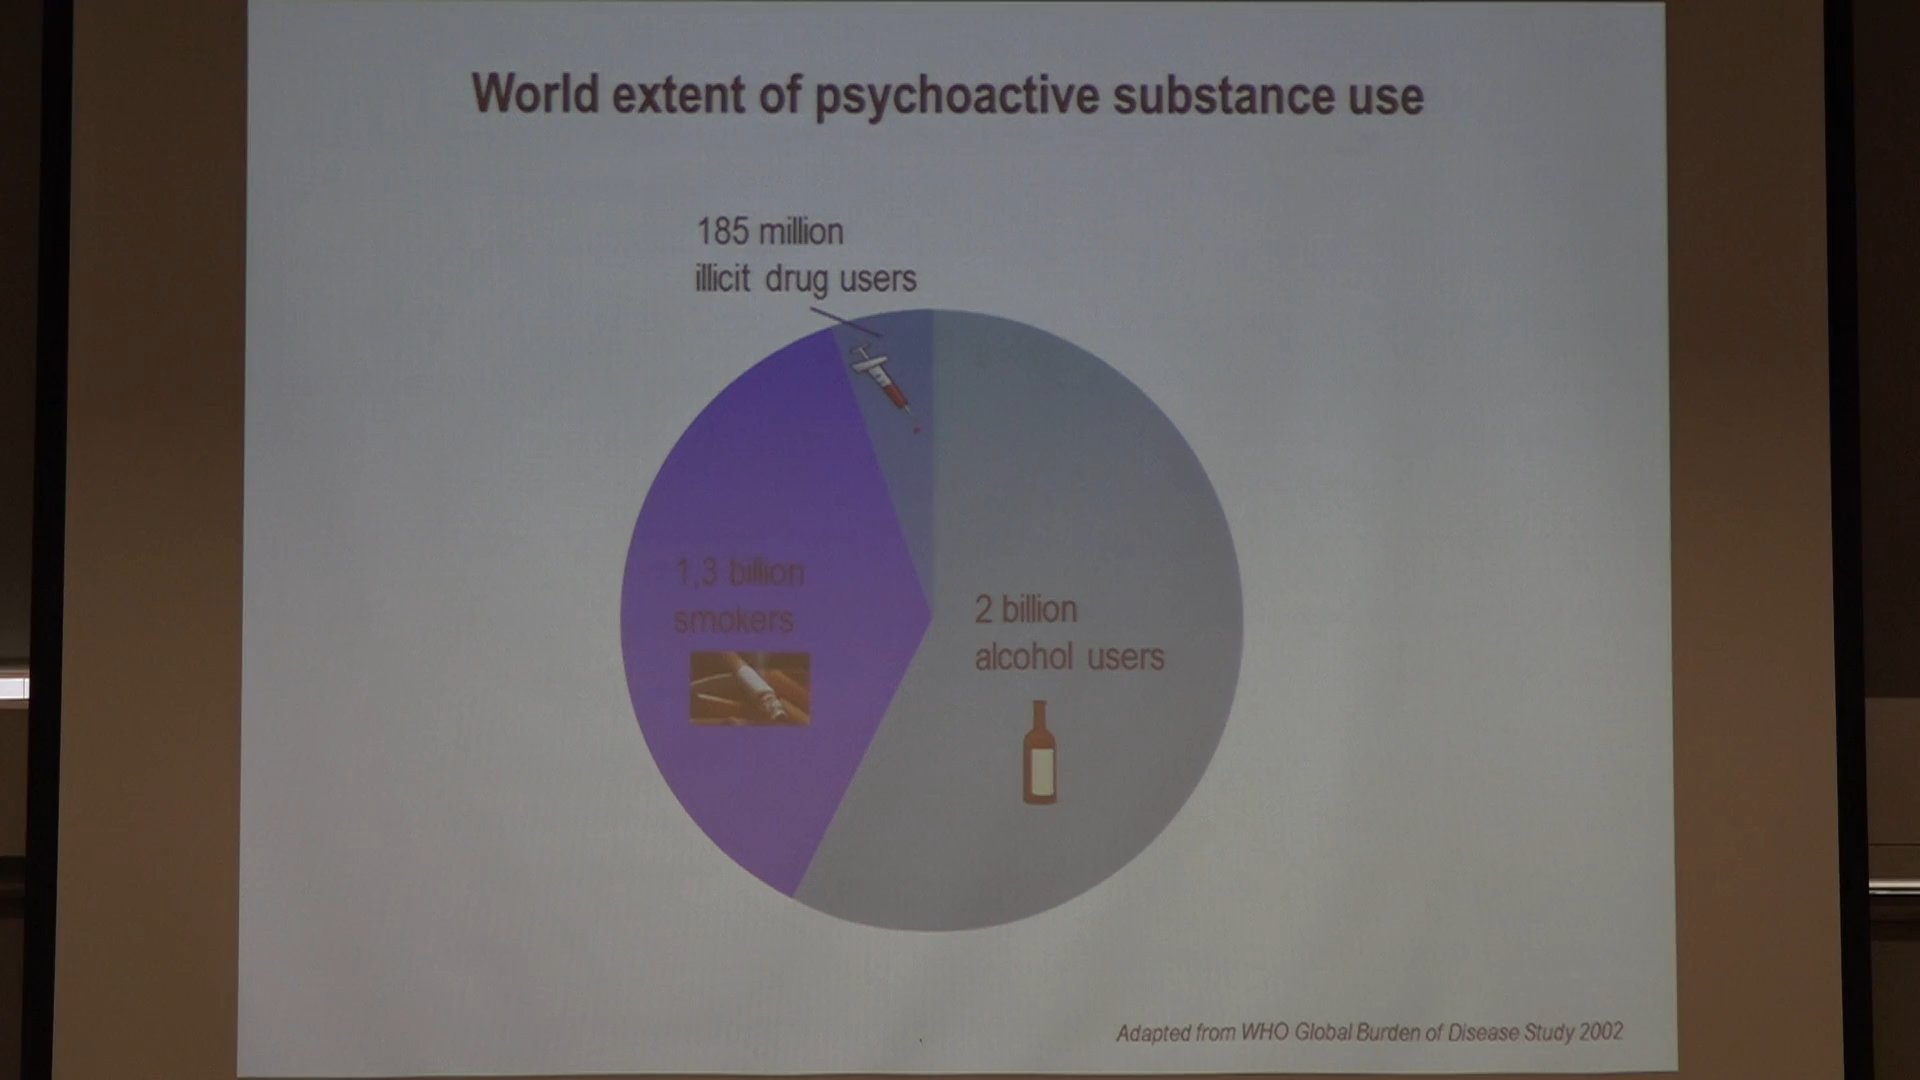 World extent of psychoactive substance use
185 million
illicit drug users
1,3 billion
smokers
2 billion
alcohol users
Adapted from WHO Global Burden of Disease Study 2002